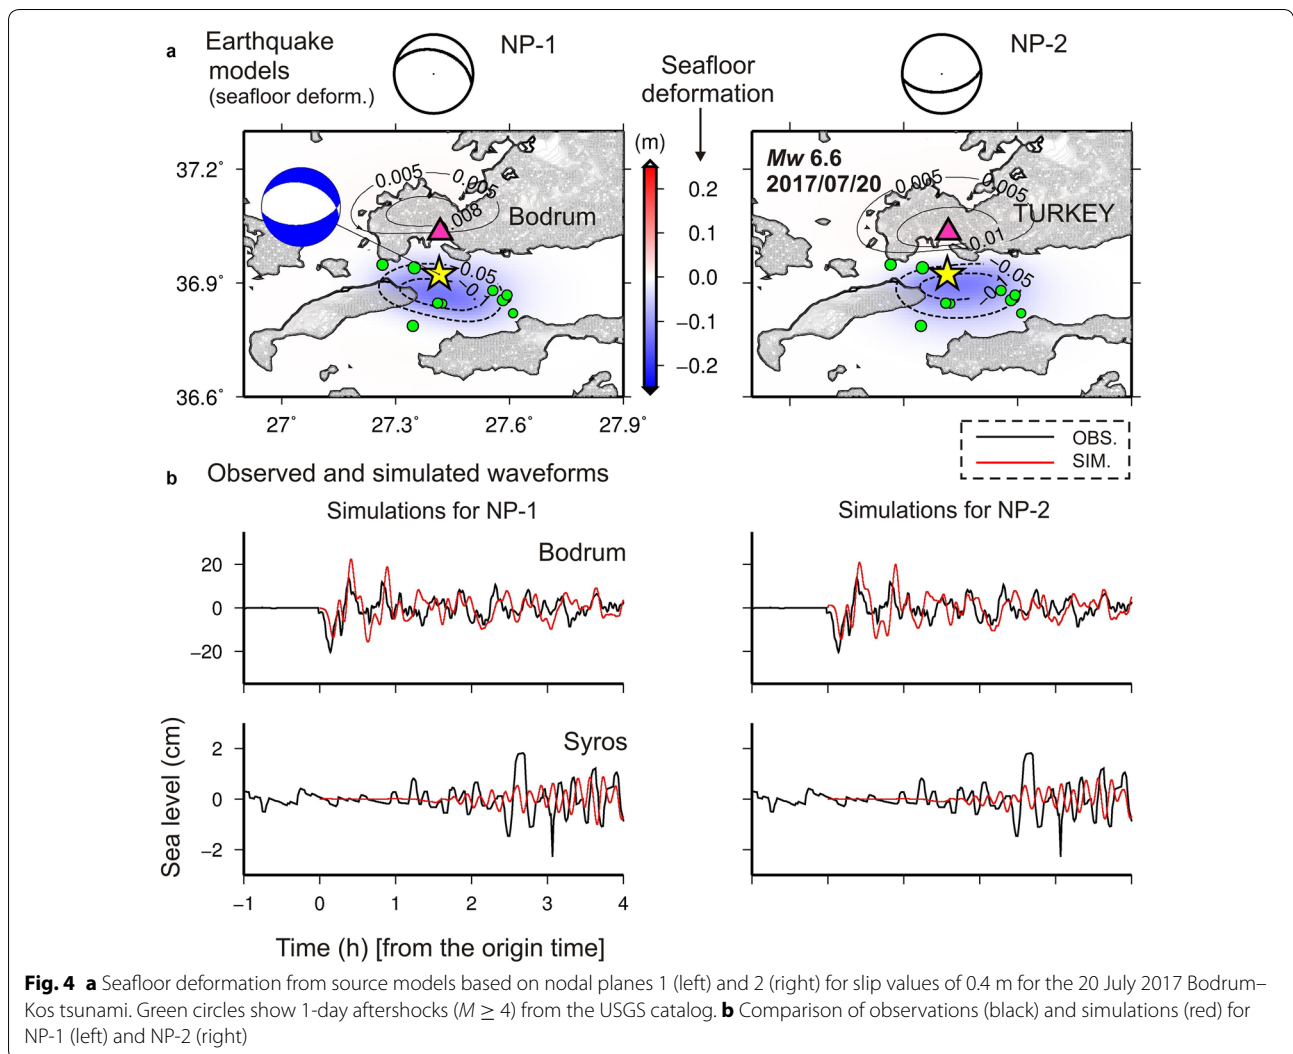 a Earthquake models (seafloor deform.)
NP-1
NP-2
Seafloor deformation
(m)
0.2
0.1
0.0
−0.1
−0.2
37.2°
36.9°
36.6°
27°
27.3°
27.6°
27.9°
0.005
0.005
0.008
Bodrum
0.05
Mw 6.6
2017/07/20
0.005
0.005
TURKEY
0.01
−0.05
OBS.
SIM.
b Observed and simulated waveforms
Simulations for NP-1
Simulations for NP-2
Bodrum
20
0
−20
Syros
Sea level (cm)
2
0
−2
−1 0 1 2 3 4
Time (h) [from the origin time]
Fig. 4 a Seafloor deformation from source models based on nodal planes 1 (left) and 2 (right) for slip values of 0.4 m for the 20 July 2017 Bodrum–
Kos tsunami. Green circles show 1-day aftershocks (M ≥ 4) from the USGS catalog. b Comparison of observations (black) and simulations (red) for
NP-1 (left) and NP-2 (right)